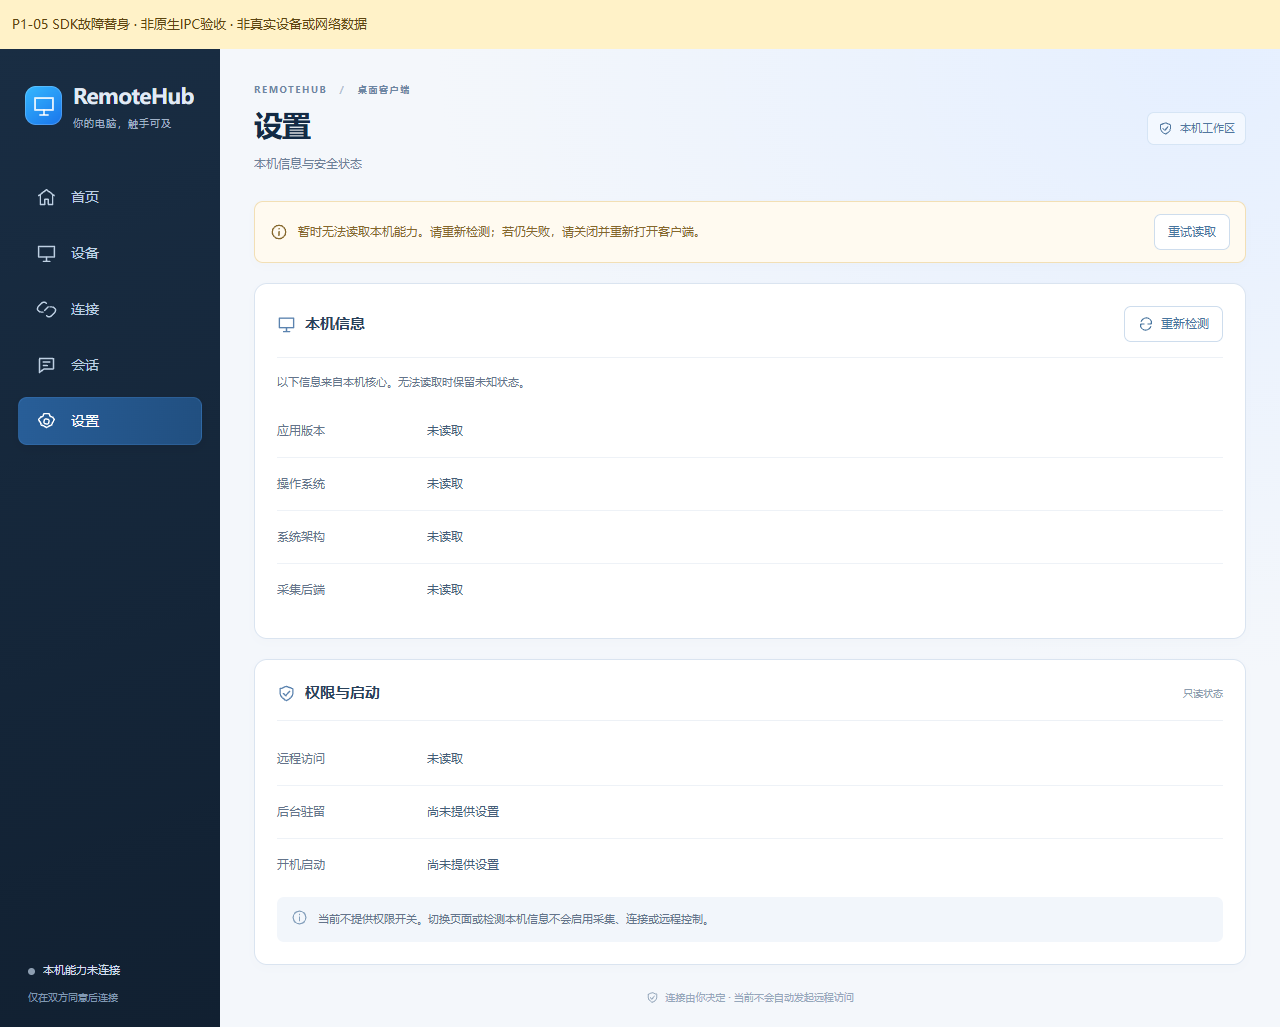 P1-05 SDK故障替身 · 非原生IPC验收 · 非真实设备或网络数据
RemoteHub
你的电脑，触手可及
首页
设备
连接
会话
设置
本机能力未连接
仅在双方同意后连接
REMOTEHUB / 桌面客户端
设置
本机信息与安全状态
本机工作区
暂时无法读取本机能力。请重新检测；若仍失败，请关闭并重新打开客户端。
重试读取
本机信息
重新检测
以下信息来自本机核心。无法读取时保留未知状态。
应用版本 未读取
操作系统 未读取
系统架构 未读取
采集后端 未读取
权限与启动
只读状态
远程访问 未读取
后台驻留 尚未提供设置
开机启动 尚未提供设置
当前不提供权限开关。切换页面或检测本机信息不会启用采集、连接或远程控制。
连接由你决定 · 当前不会自动发起远程访问